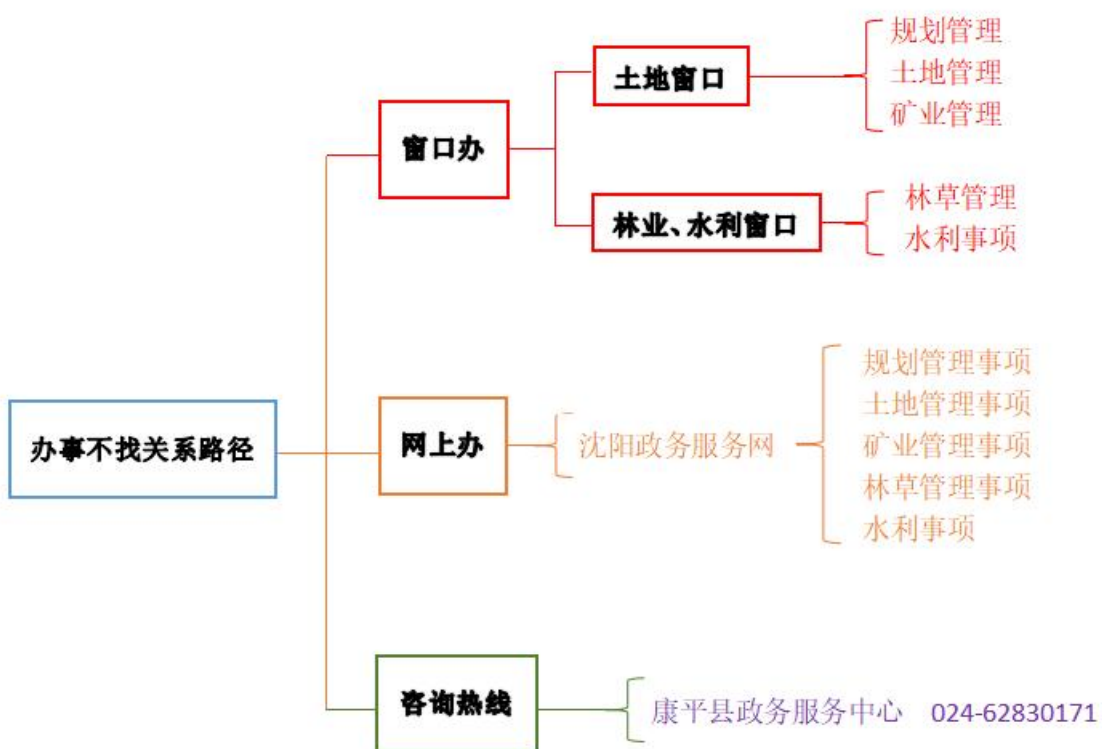 办事不找关系路径
窗口办
土地窗口
规划管理
土地管理
矿业管理
林业、水利窗口
林草管理
水利事项
网上办
沈阳政务服务网
规划管理事项
土地管理事项
矿业管理事项
林草管理事项
水利事项
咨询热线
康平县政务服务中心 024-62830171